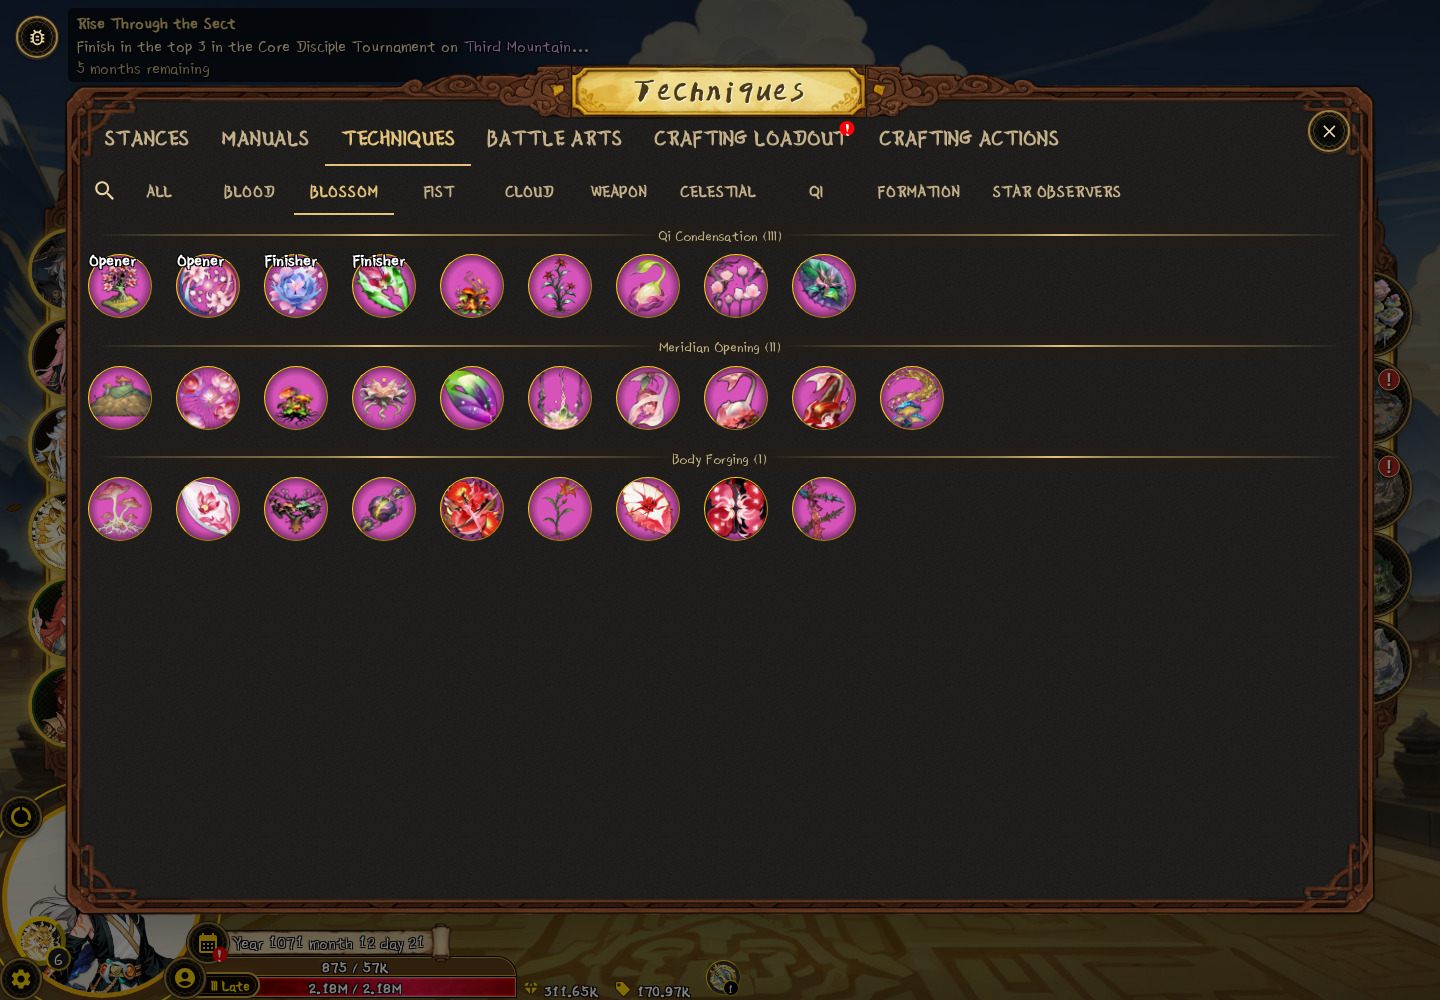 Rise Through the Sect
Finish in the top 3 in the Core Disciple Tournament on Third Mountain...
5 months remaining
Techniques
STANCES MANUALS TECHNIQUES BATTLE ARTS CRAFTING LOADOUT ! CRAFTING ACTIONS
ALL BLOOD BLOSSOM FIST CLOUD WEAPON CELESTIAL QI FORMATION STAR OBSERVERS
Qi Condensation (III)
Opener Opener Finisher Finisher
Meridian Opening (II)
!
Body Forging (I)
!
Year 1071 month 12 day 21
!
6
875 / 57k
III Late
2.18M / 2.18M
311.65k 170.97k
1